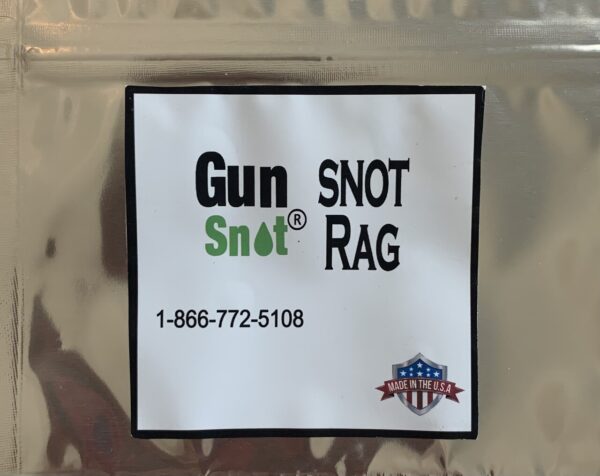 Gun SNOT
Snot® RAG
1-866-772-5108
MADE IN THE U.S.A